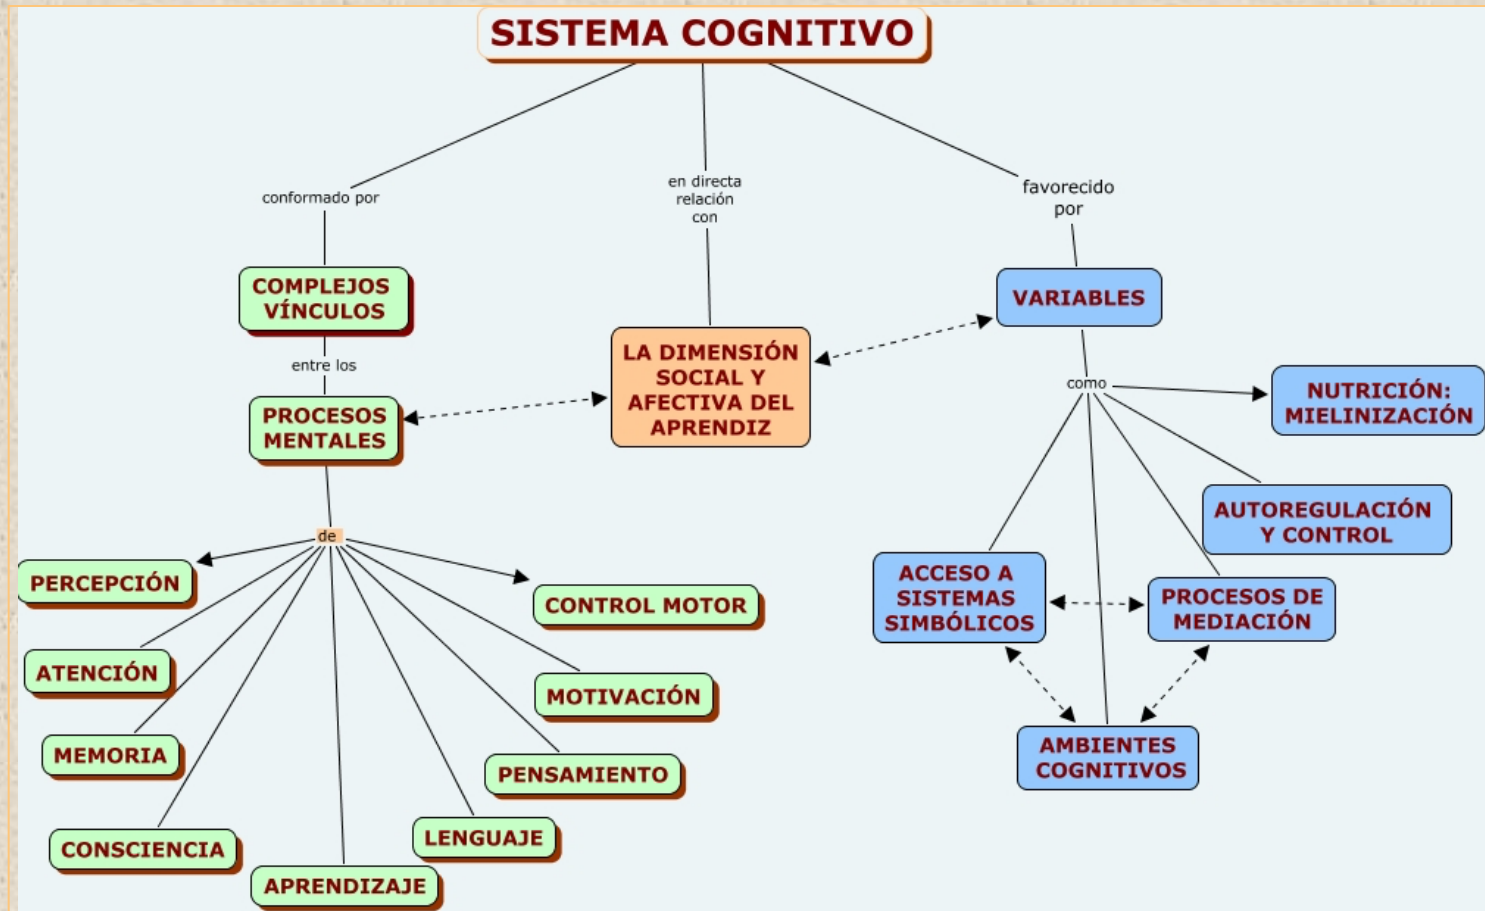 SISTEMA COGNITIVO
conformado por
en directa
relación
con
favorecido
por
COMPLEJOS
VÍNCULOS
VARIABLES
entre los
LA DIMENSIÓN
SOCIAL Y
AFECTIVA DEL
APRENDIZ
como
PROCESOS
MENTALES
NUTRICIÓN:
MIELINIZACIÓN
de
AUTOREGULACIÓN
Y CONTROL
PERCEPCIÓN
CONTROL MOTOR
ACCESO A
SISTEMAS
SIMBÓLICOS
PROCESOS DE
MEDIACIÓN
ATENCIÓN
MOTIVACIÓN
MEMORIA
PENSAMIENTO
AMBIENTES
COGNITIVOS
CONSCIENCIA
LENGUAJE
APRENDIZAJE